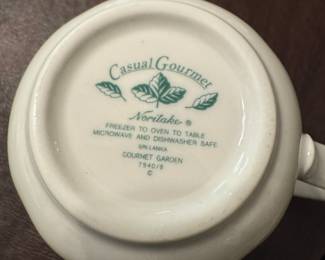 Casual Gourmet
Noritake ®
FREEZER TO OVEN TO TABLE
MICROWAVE AND DISHWASHER SAFE
SRI LANKA
GOURMET GARDEN
7940/8
©